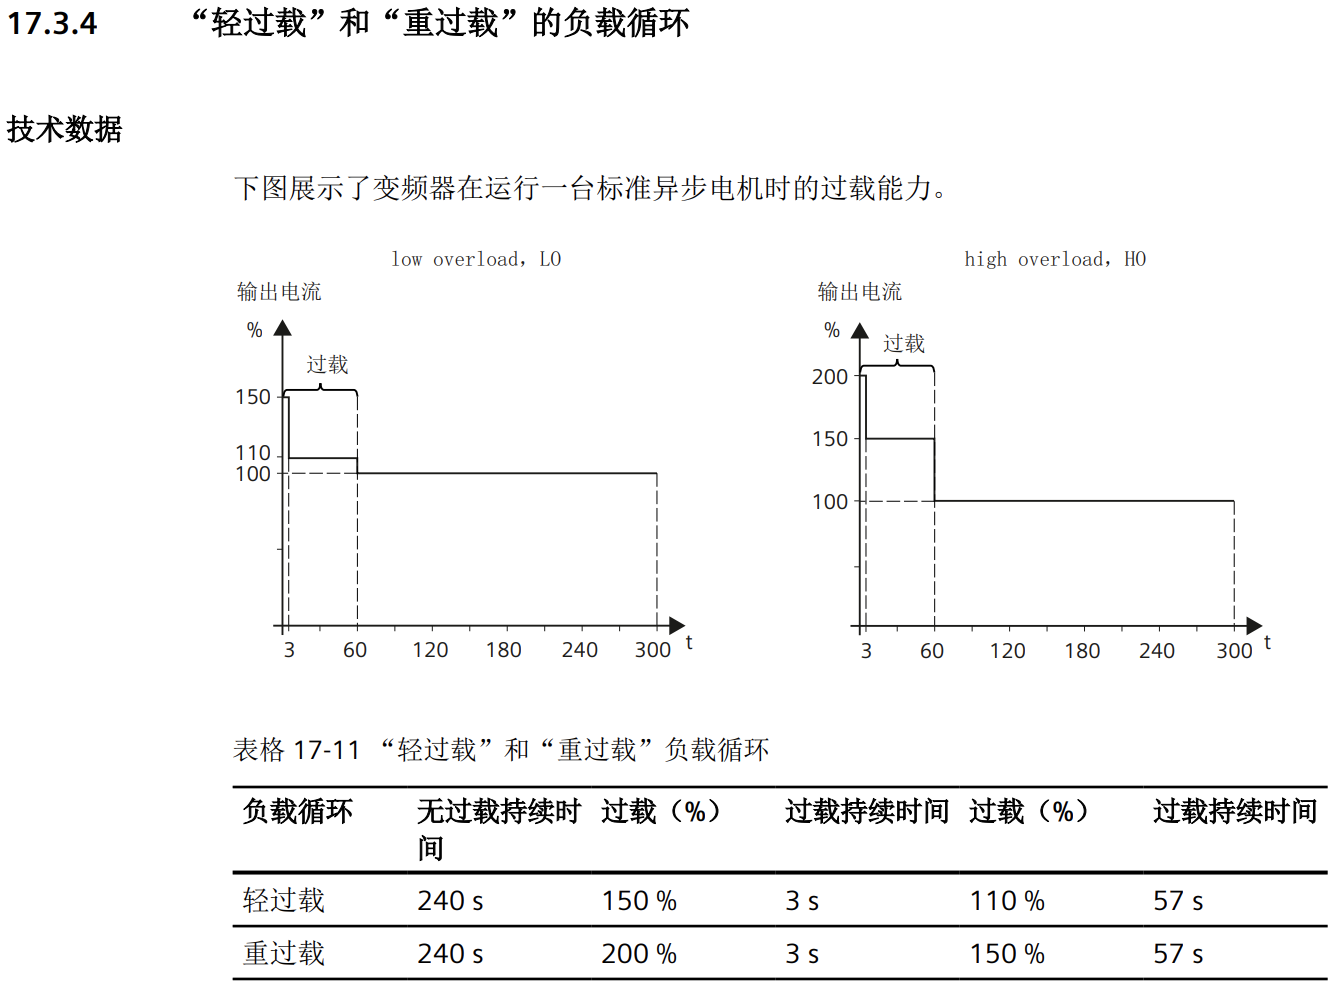 17.3.4 “轻过载”和“重过载”的负载循环
技术数据
下图展示了变频器在运行一台标准异步电机时的过载能力。
low overload，LO
输出电流
%
过载
150
110
100
3 60 120 180 240 300 t
high overload，HO
输出电流
%
过载
200
150
100
3 60 120 180 240 300 t
表格 17-11 “轻过载”和“重过载”负载循环
负载循环 无过载持续时间 过载（%） 过载持续时间 过载（%） 过载持续时间
轻过载 240 s 150 % 3 s 110 % 57 s
重过载 240 s 200 % 3 s 150 % 57 s